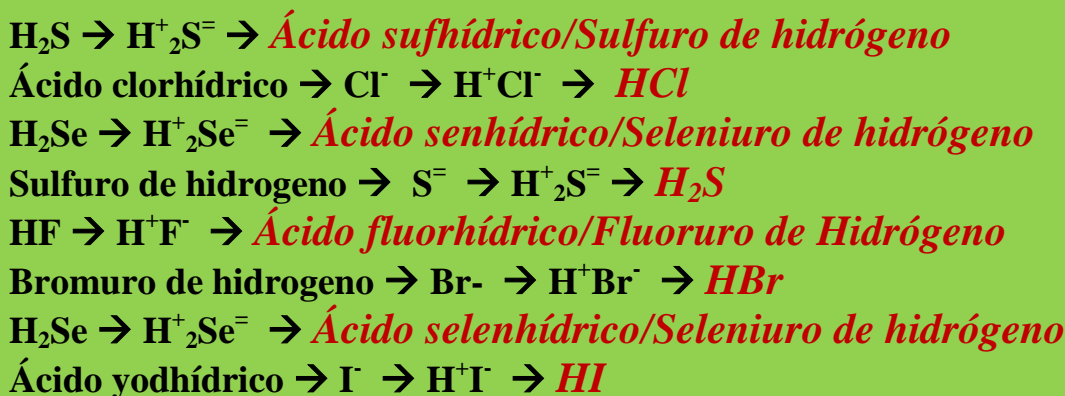 H₂S → H⁺₂S⁼ → Ácido sufhídrico/Sulfuro de hidrógeno
Ácido clorhídrico → Cl⁻ → H⁺Cl⁻ → HCl
H₂Se → H⁺₂Se⁼ → Ácido senhídrico/Seleniuro de hidrógeno
Sulfuro de hidrogeno → S⁼ → H⁺₂S⁼ → H₂S
HF → H⁺F⁻ → Ácido fluorhídrico/Fluoruro de Hidrógeno
Bromuro de hidrogeno → Br- → H⁺Br⁻ → HBr
H₂Se → H⁺₂Se⁼ → Ácido selenhídrico/Seleniuro de hidrógeno
Ácido yodhídrico → I⁻ → H⁺I⁻ → HI